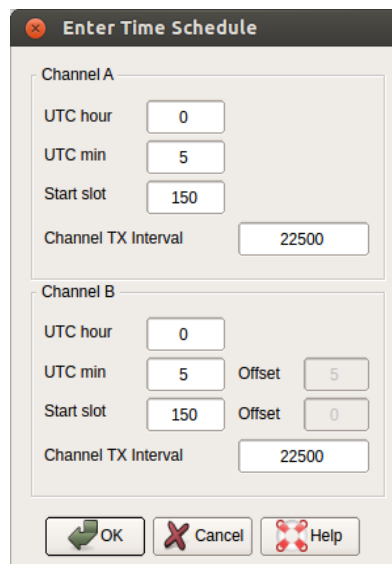 Enter Time Schedule
Channel A
UTC hour 0
UTC min 5
Start slot 150
Channel TX Interval 22500
Channel B
UTC hour 0
UTC min 5 Offset 5
Start slot 150 Offset 0
Channel TX Interval 22500
OK Cancel Help